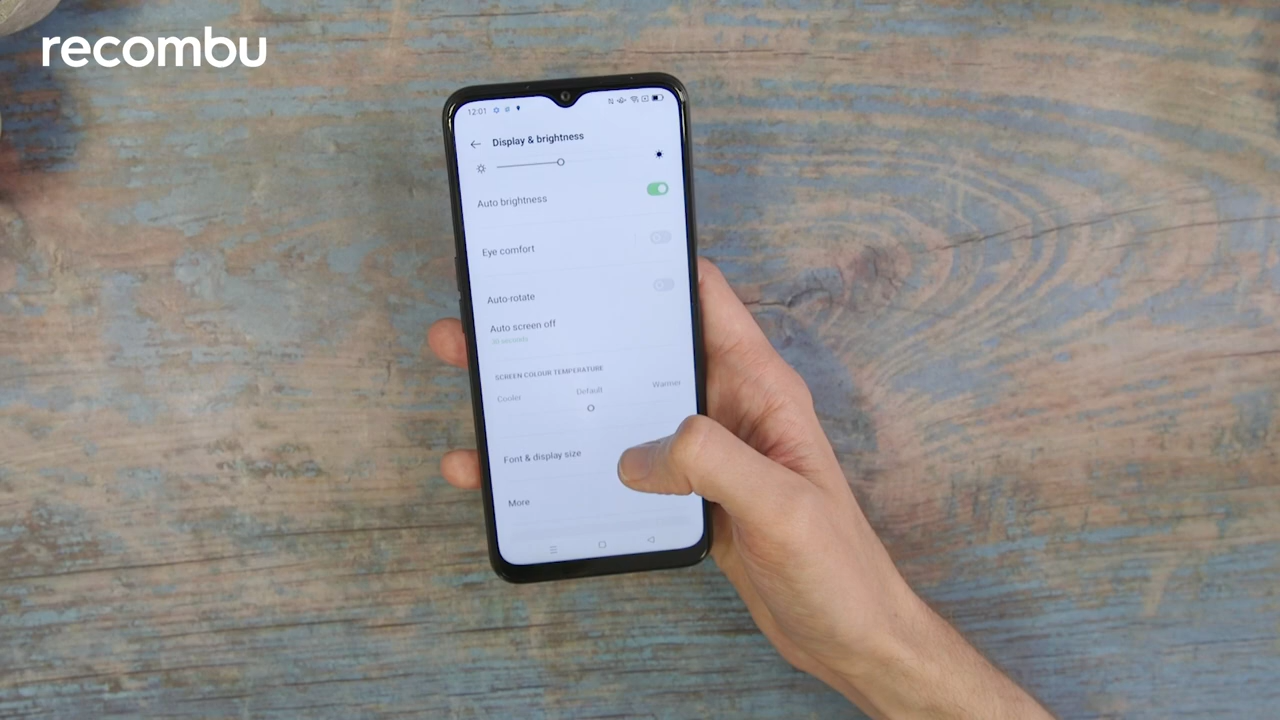 recombu
12:01
Display & brightness
Auto brightness
Eye comfort
Auto-rotate
Auto screen off
30 seconds
SCREEN COLOUR TEMPERATURE
Cooler Default Warmer
Font & display size
More